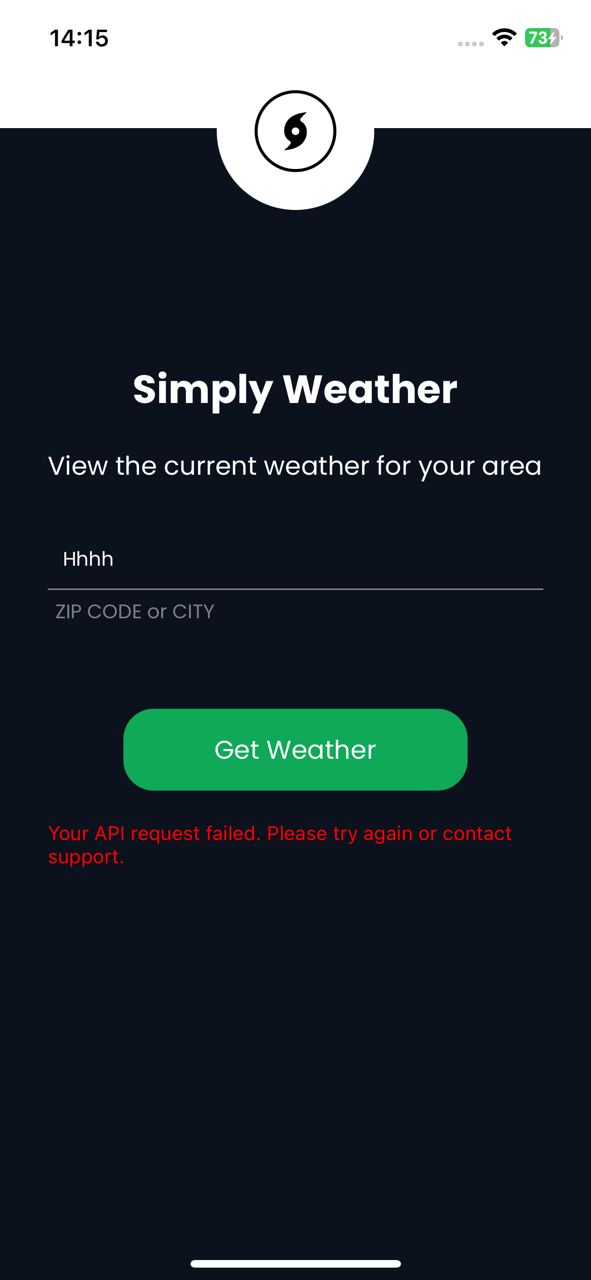 14:15
73
Simply Weather
View the current weather for your area
Hhhh
ZIP CODE or CITY
Get Weather
Your API request failed. Please try again or contact
support.